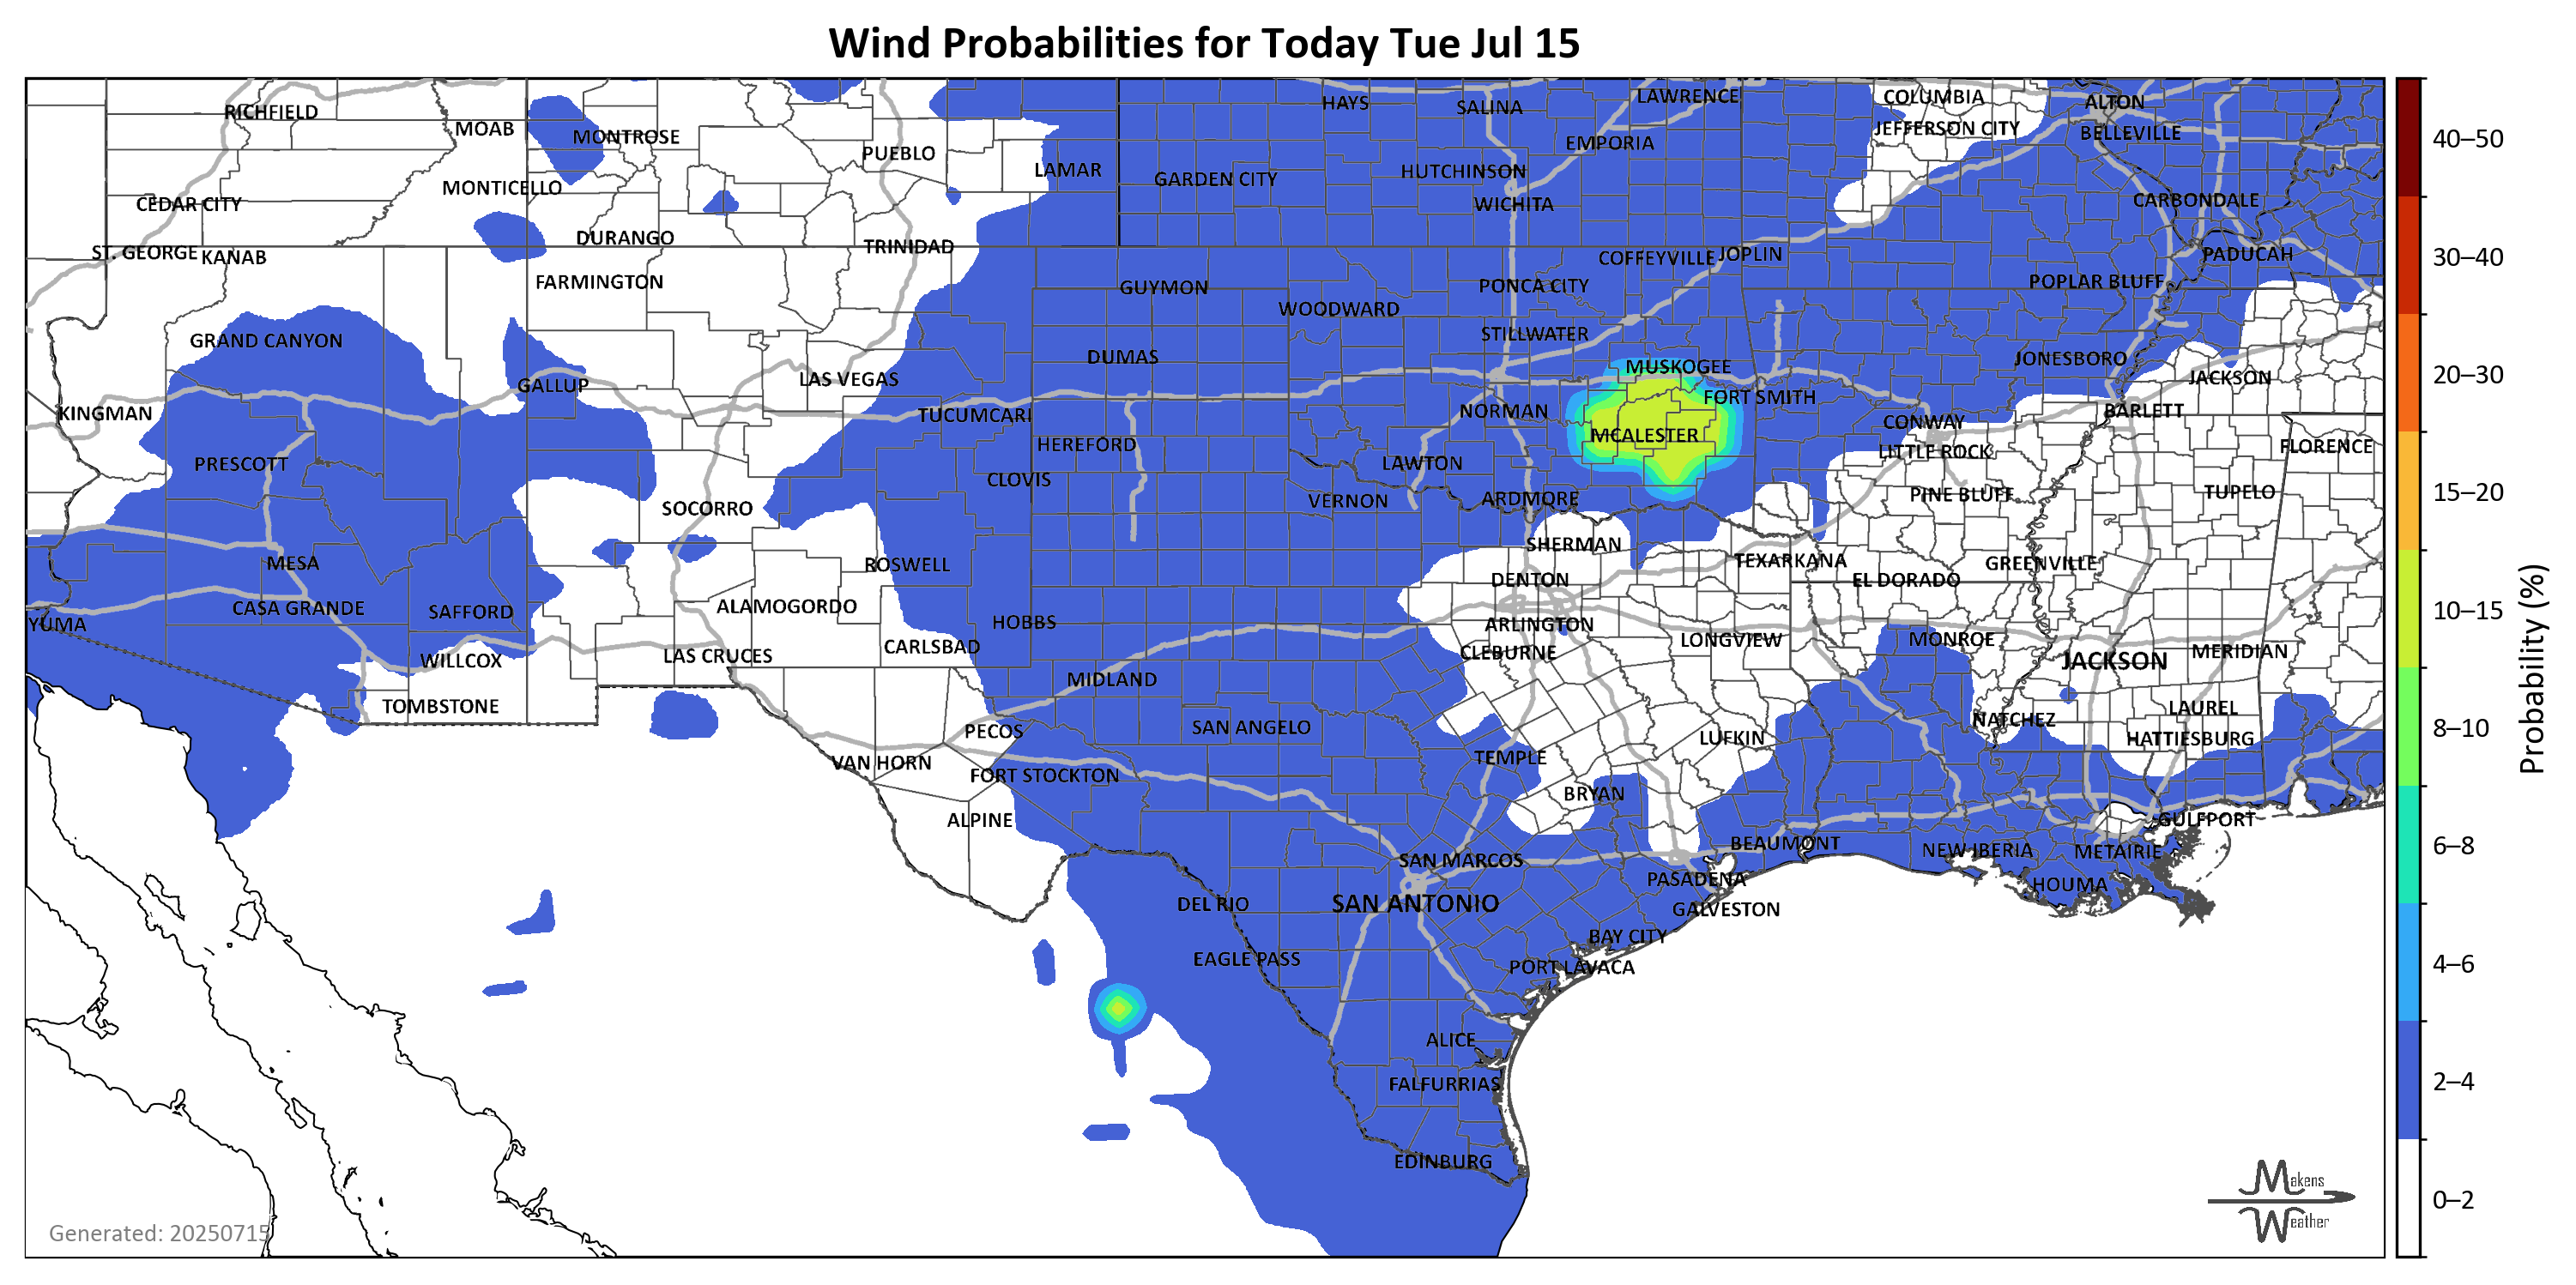 Wind Probabilities for Today Tue Jul 15
RICHFIELD
MOAB
MONTROSE
PUEBLO
LAMAR
HAYS
SALINA
LAWRENCE
COLUMBIA
ALTON
JEFFERSON CITY
BELLEVILLE
EMPORIA
GARDEN CITY
HUTCHINSON
WICHITA
CARBONDALE
MONTICELLO
CEDAR CITY
DURANGO
TRINIDAD
ST. GEORGE
KANAB
COFFEYVILLE
JOPLIN
PADUCAH
FARMINGTON
GUYMON
PONCA CITY
POPLAR BLUFF
WOODWARD
GRAND CANYON
STILLWATER
DUMAS
MUSKOGEE
JONESBORO
GALLUP
LAS VEGAS
JACKSON
FORT SMITH
KINGMAN
TUCUMCARI
NORMAN
BARLETT
CONWAY
MCALESTER
HEREFORD
LITTLE ROCK
FLORENCE
PRESCOTT
LAWTON
CLOVIS
SOCORRO
VERNON
ARDMORE
PINE BLUFF
TUPELO
SHERMAN
MESA
ROSWELL
TEXARKANA
GREENVILLE
DENTON
EL DORADO
CASA GRANDE
SAFFORD
ALAMOGORDO
YUMA
HOBBS
ARLINGTON
CARLSBAD
LONGVIEW
MONROE
CLEBURNE
WILLCOX
LAS CRUCES
JACKSON
MERIDIAN
MIDLAND
TOMBSTONE
LAUREL
NATCHEZ
PECOS
SAN ANGELO
LUFKIN
HATTIESBURG
TEMPLE
VAN HORN
FORT STOCKTON
BRYAN
ALPINE
GULFPORT
BEAUMONT
SAN MARCOS
NEW IBERIA
METAIRIE
PASADENA
HOUMA
DEL RIO
SAN ANTONIO
GALVESTON
BAY CITY
EAGLE PASS
PORT LAVACA
ALICE
FALFURRIAS
EDINBURG
Generated: 20250715
Makens
Weather
40–50
30–40
20–30
15–20
10–15
8–10
6–8
4–6
2–4
0–2
Probability (%)